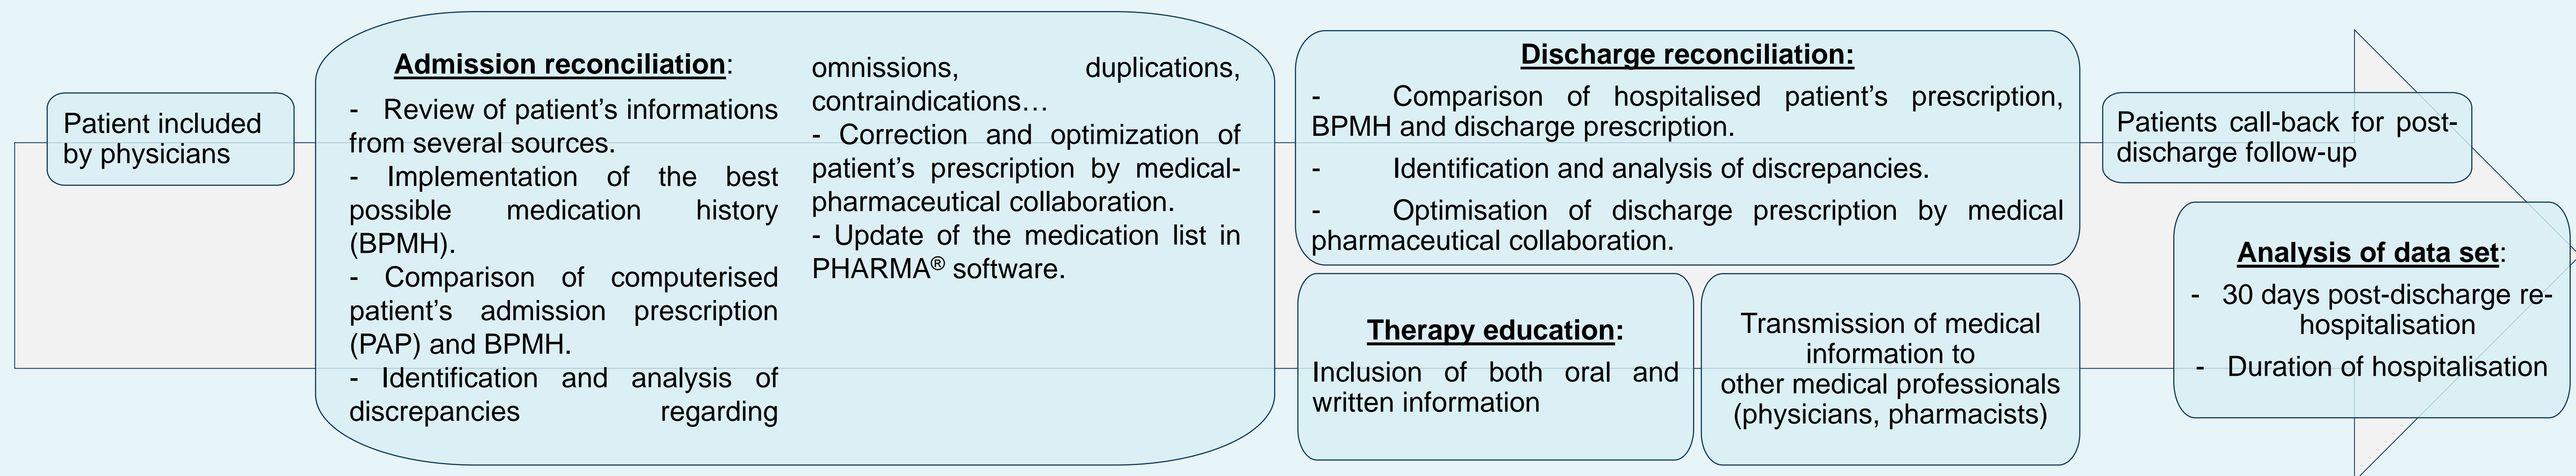 Patient included
by physicians
Admission reconciliation:
- Review of patient’s informations
from several sources.
- Implementation of the best
possible medication history
(BPMH).
- Comparison of computerised
patient’s admission prescription
(PAP) and BPMH.
- Identification and analysis of
discrepancies regarding
omnissions, duplications,
contraindications…
- Correction and optimization of
patient’s prescription by medical-
pharmaceutical collaboration.
- Update of the medication list in
PHARMA® software.
Discharge reconciliation:
- Comparison of hospitalised patient’s prescription,
BPMH and discharge prescription.
- Identification and analysis of discrepancies.
- Optimisation of discharge prescription by medical
pharmaceutical collaboration.
Therapy education:
Inclusion of both oral and
written information
Transmission of medical
information to
other medical professionals
(physicians, pharmacists)
Patients call-back for post-
discharge follow-up
Analysis of data set:
- 30 days post-discharge re-
hospitalisation
- Duration of hospitalisation